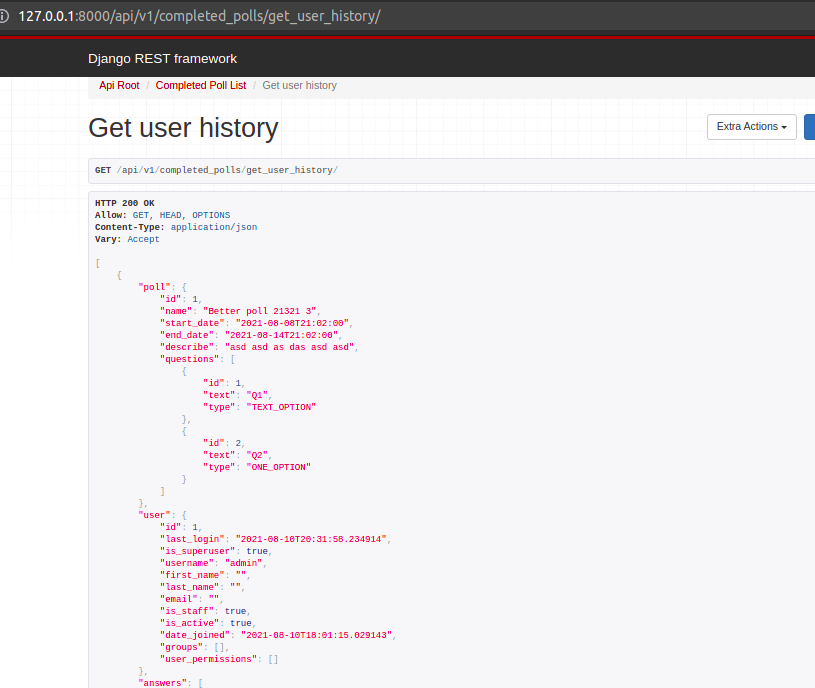 127.0.0.1:8000/api/v1/completed_polls/get_user_history/
Django REST framework
Api Root / Completed Poll List / Get user history
Get user history
Extra Actions
GET /api/v1/completed_polls/get_user_history/
HTTP 200 OK
Allow: GET, HEAD, OPTIONS
Content-Type: application/json
Vary: Accept
[
    {
        "poll": {
            "id": 1,
            "name": "Better poll 21321 3",
            "start_date": "2021-08-08T21:02:00",
            "end_date": "2021-08-14T21:02:00",
            "describe": "asd asd as das asd asd",
            "questions": [
                {
                    "id": 1,
                    "text": "Q1",
                    "type": "TEXT_OPTION"
                },
                {
                    "id": 2,
                    "text": "Q2",
                    "type": "ONE_OPTION"
                }
            ]
        },
        "user": {
            "id": 1,
            "last_login": "2021-08-10T20:31:58.234914",
            "is_superuser": true,
            "username": "admin",
            "first_name": "",
            "last_name": "",
            "email": "",
            "is_staff": true,
            "is_active": true,
            "date_joined": "2021-08-10T18:01:15.029143",
            "groups": [],
            "user_permissions": []
        },
        "answers": [